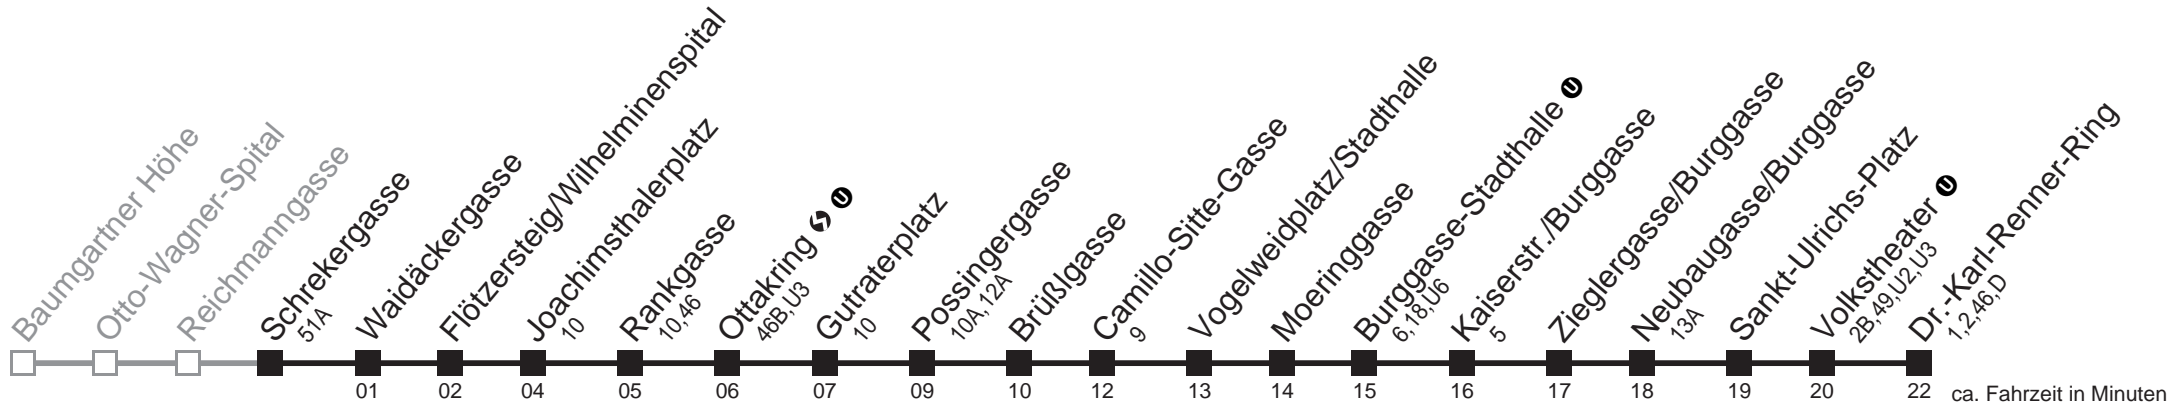 Baumgartner Höhe
Otto-Wagner-Spital
Reichmanngasse
Schrekergasse
51A
Waidäckergasse
Flötzersteig/Wilhelminenspital
Joachimsthalerplatz
10
Rankgasse
10,46
Ottakring
46B,U3
Gutraterplatz
10
Possingergasse
10A,12A
Brüßlgasse
Camillo-Sitte-Gasse
9
Vogelweidplatz/Stadthalle
Moeringgasse
Burggasse-Stadthalle U
6,18,U6
Kaiserstr./Burggasse
5
Zieglergasse/Burggasse
Neubaugasse/Burggasse
13A
Sankt-Ulrichs-Platz
Volkstheater U
2B,49,U2,U3
Dr.-Karl-Renner-Ring
1,2,46,D
01 02 04 05 06 07 09 10 12 13 14 15 16 17 18 19 20 22 ca. Fahrzeit in Minuten